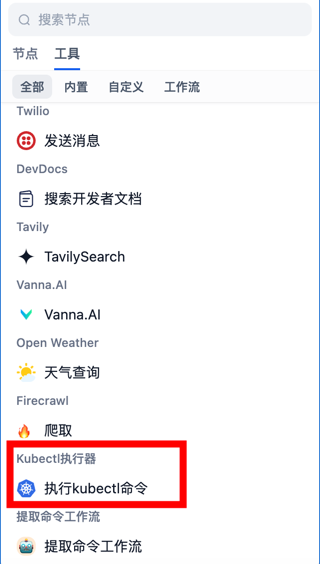 搜索节点
节点 工具
全部 内置 自定义 工作流
Twilio
发送消息
DevDocs
搜索开发者文档
Tavily
TavilySearch
Vanna.AI
Vanna.AI
Open Weather
天气查询
Firecrawl
爬取
Kubectl执行器
执行kubectl命令
提取命令工作流
提取命令工作流